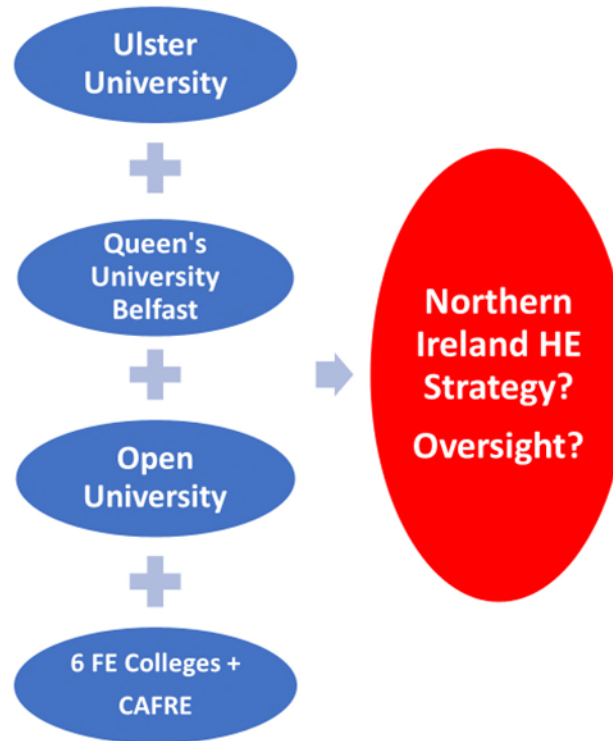 Ulster
University
Queen's
University
Belfast
Open
University
6 FE Colleges +
CAFRE
Northern
Ireland HE
Strategy?
Oversight?